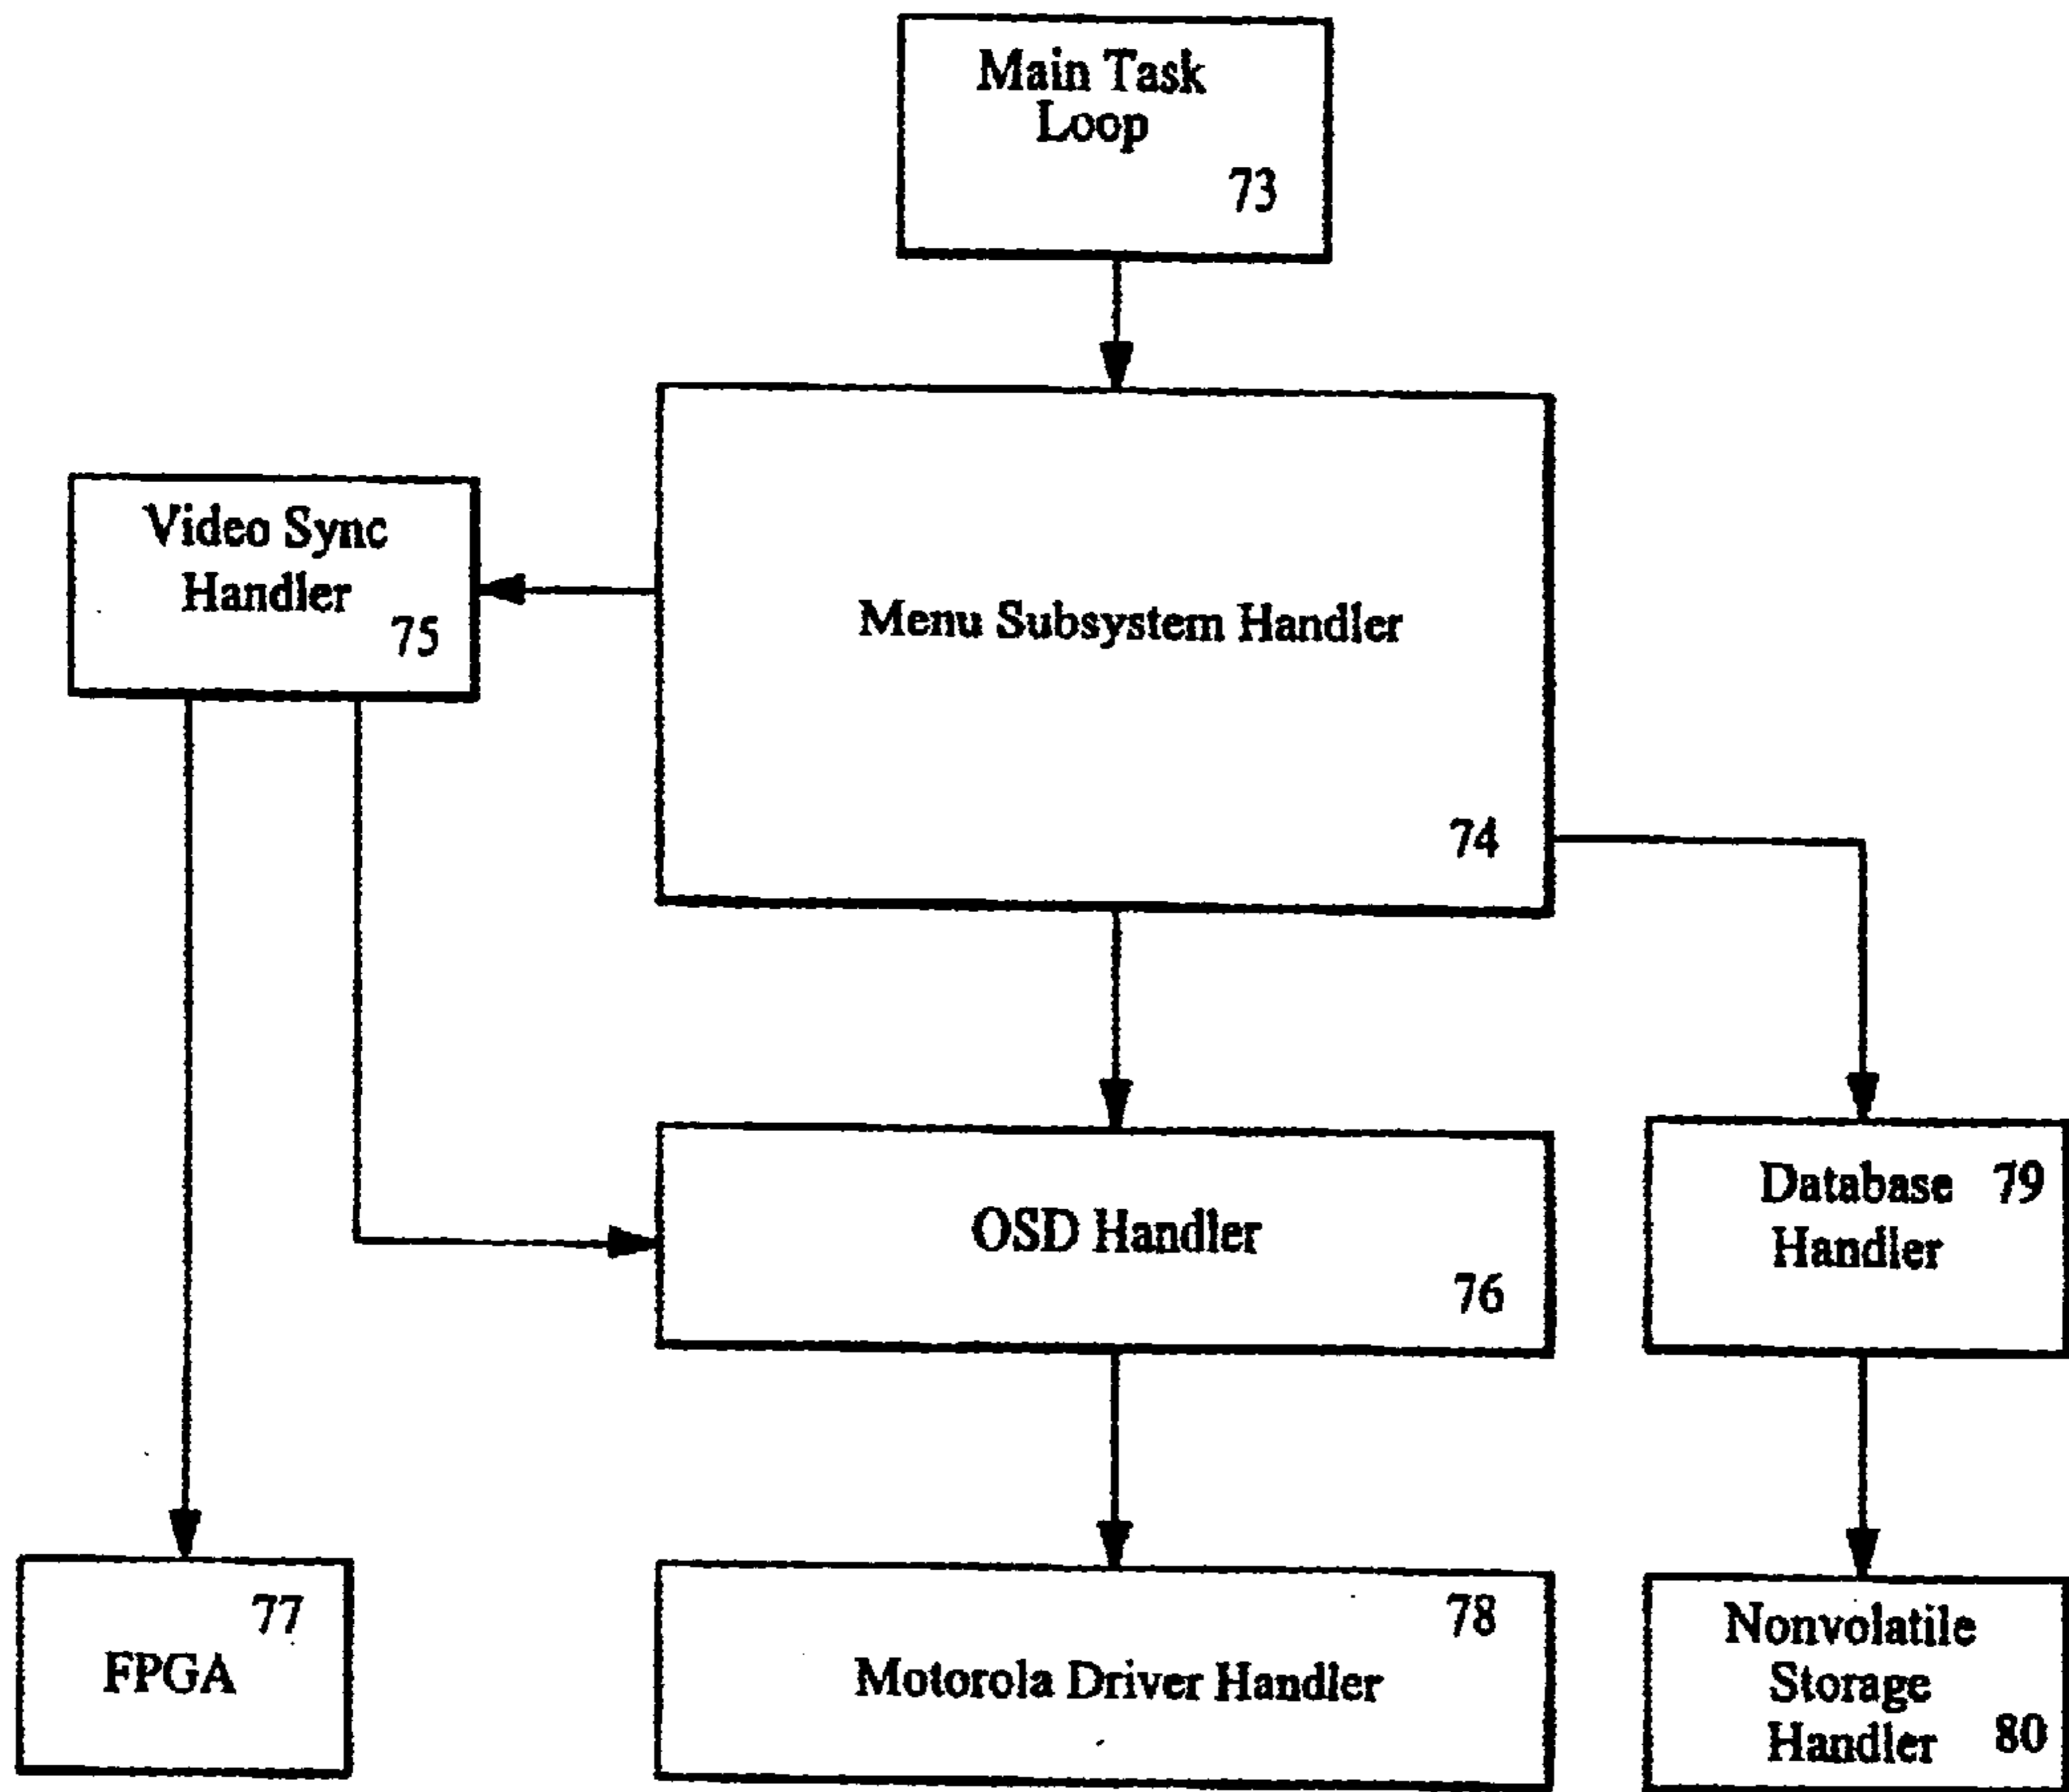 Main Task
Loop
73
Video Sync
Handler
75
Menu Subsystem Handler
74
OSD Handler
76
Database 79
Handler
77
FPGA
78
Motorola Driver Handler
Nonvolatile
Storage
Handler 80